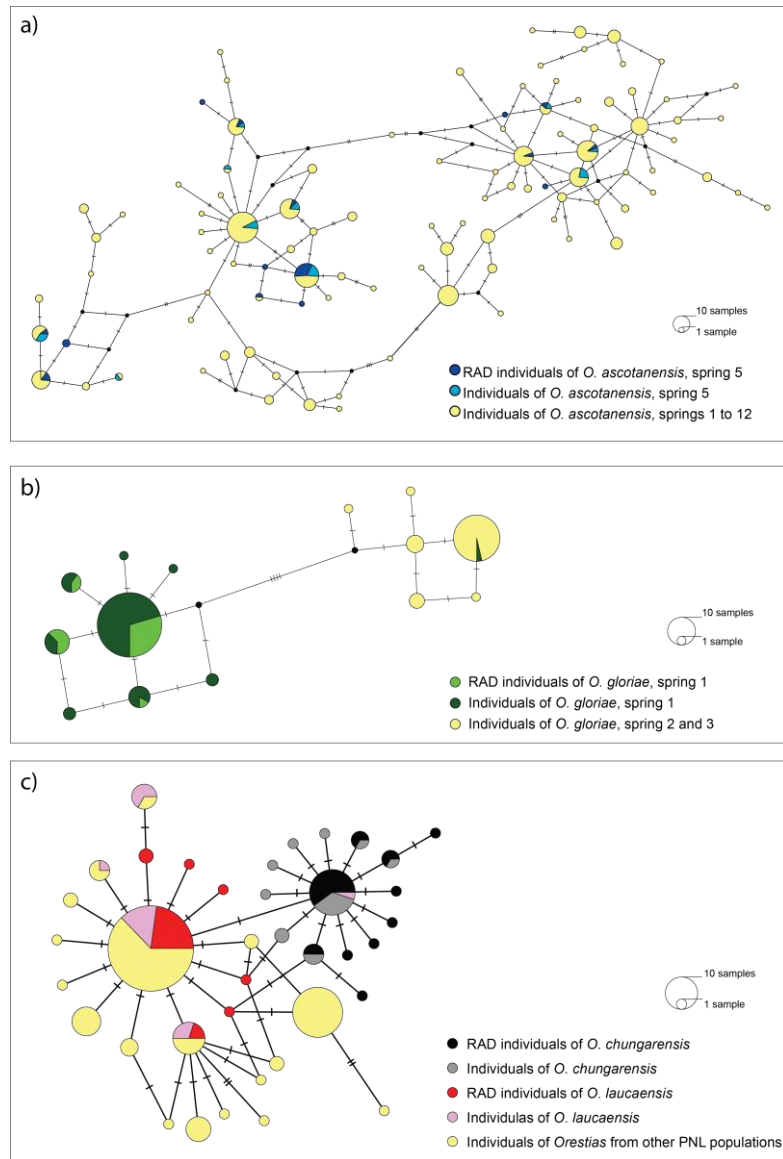 a)
10 samples
1 sample
RAD individuals of O. ascotanensis, spring 5
Individuals of O. ascotanensis, spring 5
Individuals of O. ascotanensis, springs 1 to 12
b)
10 samples
1 sample
RAD individuals of O. gloriae, spring 1
Individuals of O. gloriae, spring 1
Individuals of O. gloriae, spring 2 and 3
c)
10 samples
1 sample
RAD individuals of O. chungarensis
Individuals of O. chungarensis
RAD individuals of O. laucaensis
Individulas of O. laucaensis
Individuals of Orestias from other PNL populations